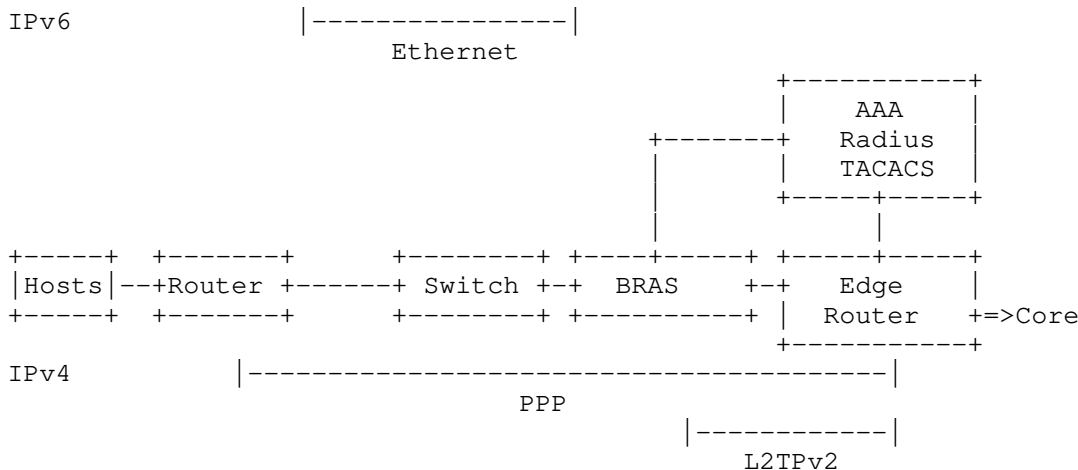 IPv6 |----------------|
Ethernet
AAA
Radius
TACACS
|Hosts|--+Router +------+ Switch +-+ BRAS +-+ Edge |
Router +=>Core
IPv4 |--------------------------------------|
PPP
|------------|
L2TPv2